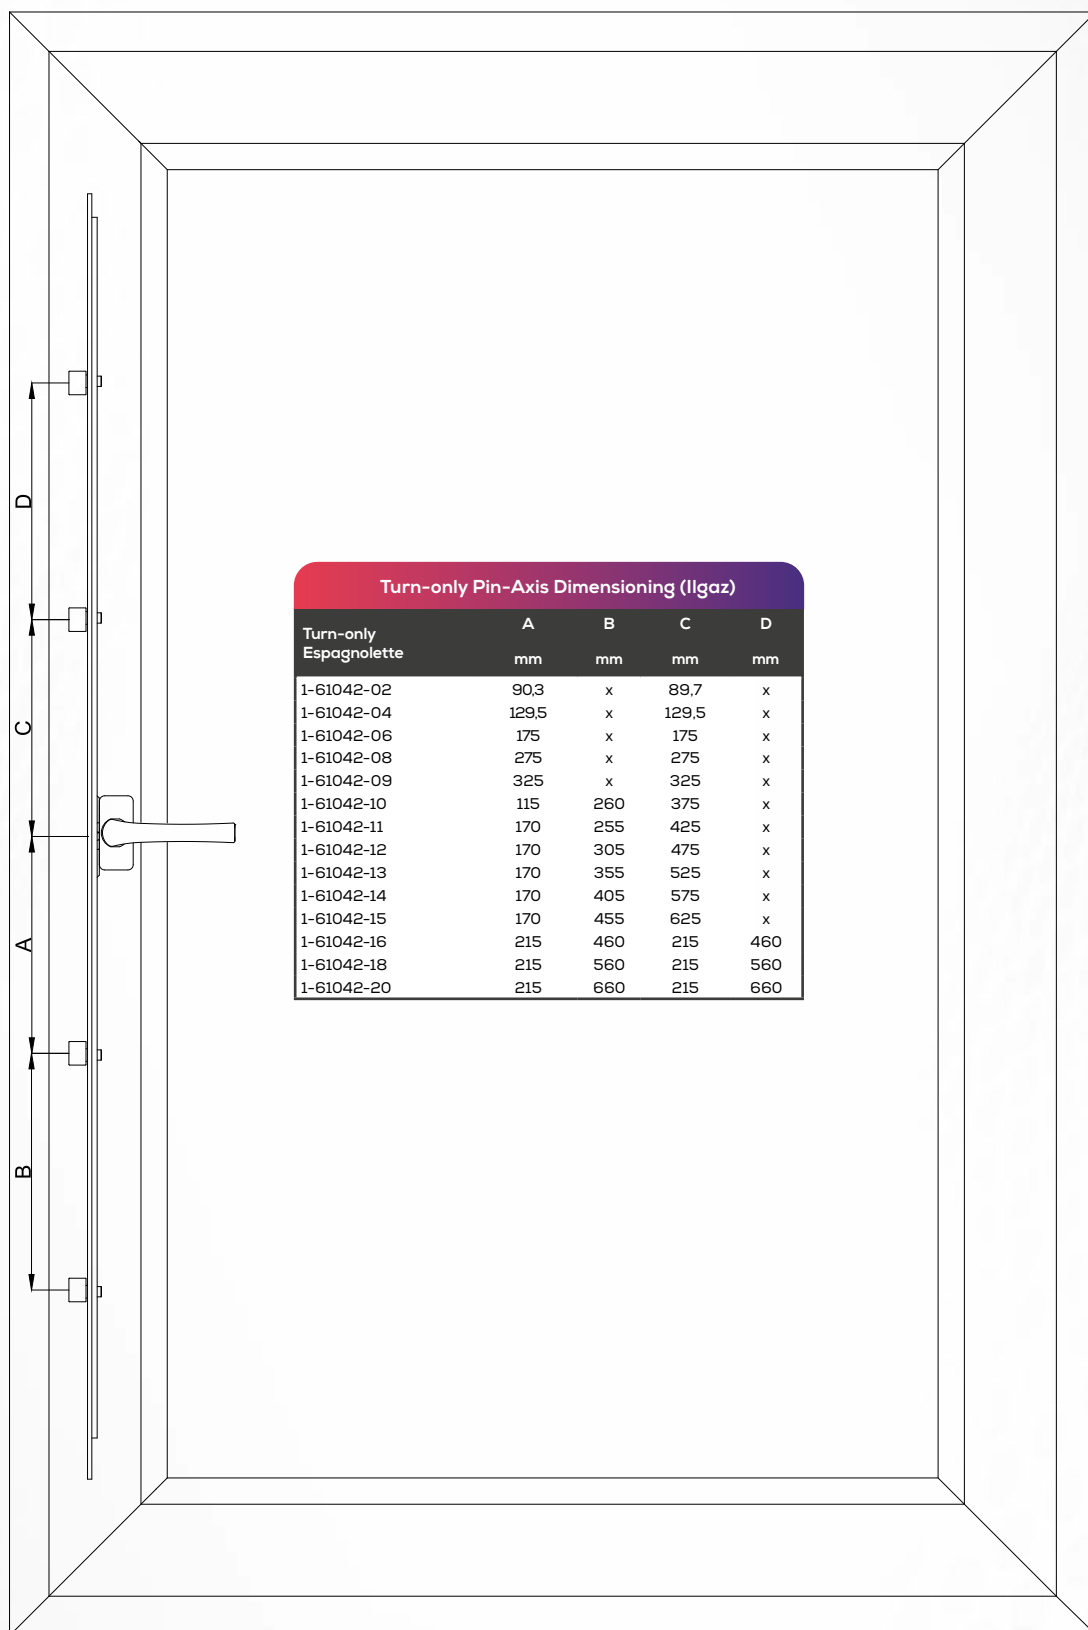 D
C
A
B
Turn-only Pin-Axis Dimensioning (Ilgaz)
Turn-only Espagnolette A B C D
mm mm mm mm
1-61042-02 90,3 x 89,7 x
1-61042-04 129,5 x 129,5 x
1-61042-06 175 x 175 x
1-61042-08 275 x 275 x
1-61042-09 325 x 325 x
1-61042-10 115 260 375 x
1-61042-11 170 255 425 x
1-61042-12 170 305 475 x
1-61042-13 170 355 525 x
1-61042-14 170 405 575 x
1-61042-15 170 455 625 x
1-61042-16 215 460 215 460
1-61042-18 215 560 215 560
1-61042-20 215 660 215 660